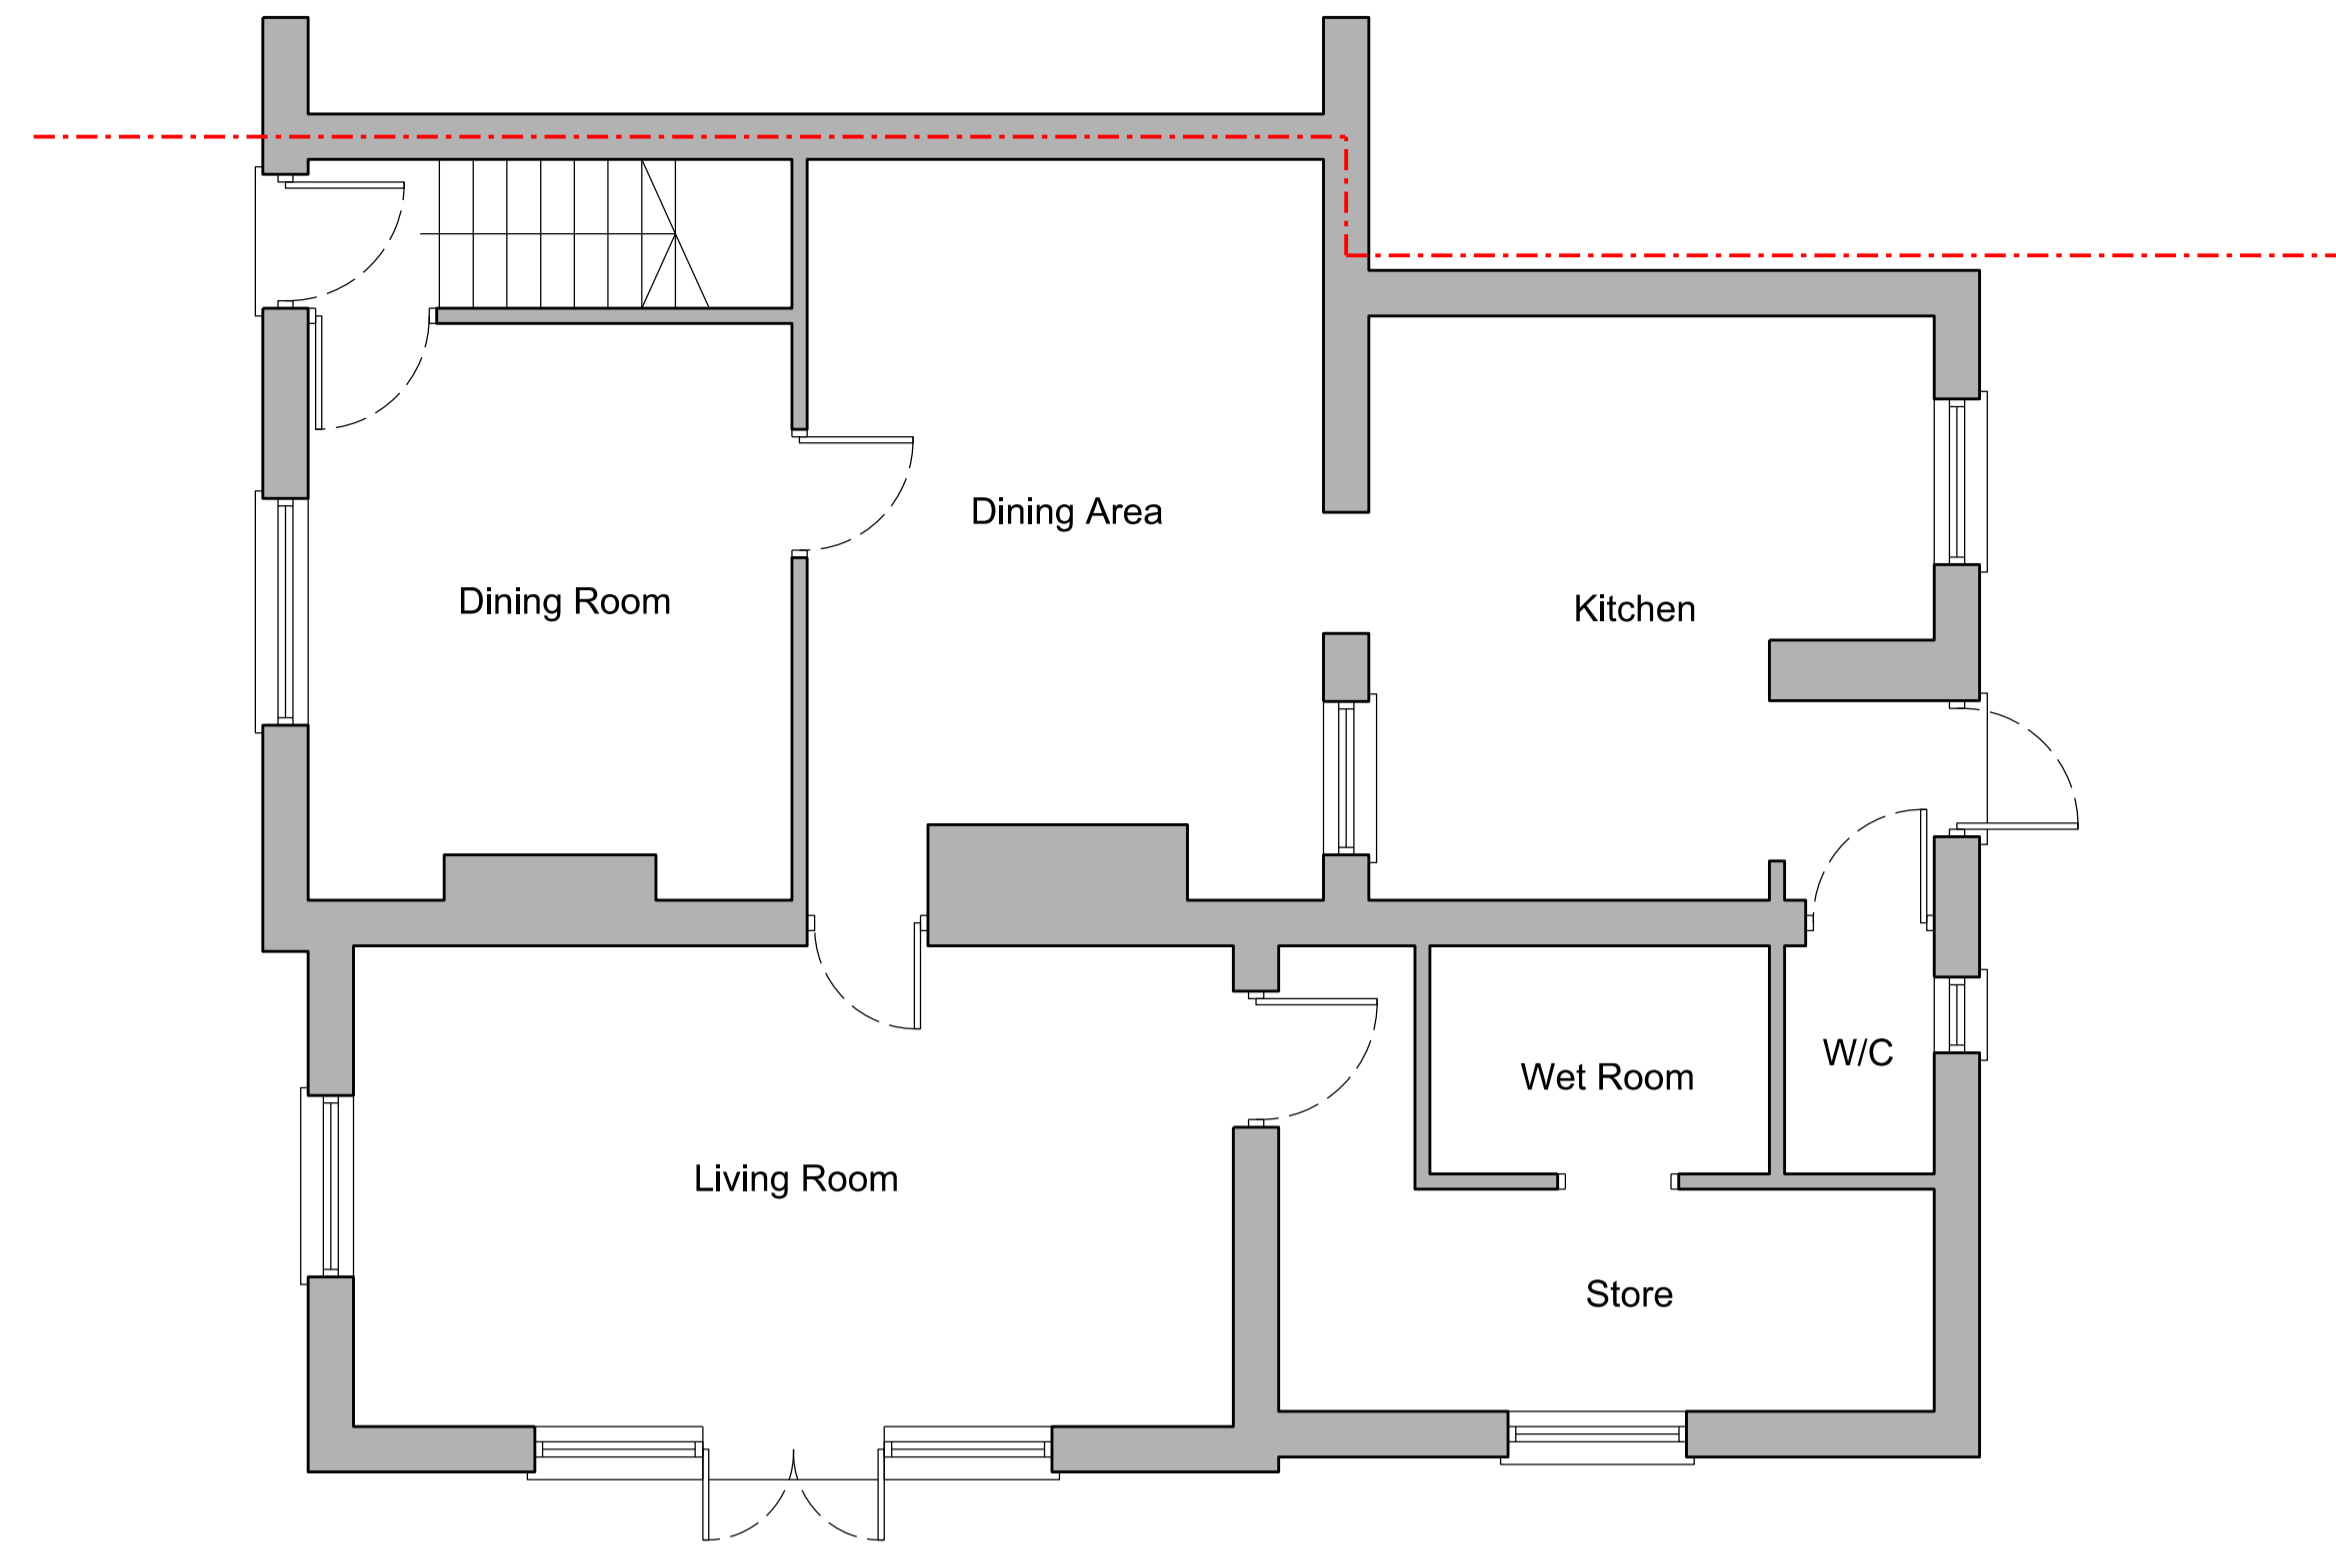 Dining Area
Dining Room
Kitchen
W/C
Wet Room
Living Room
Store